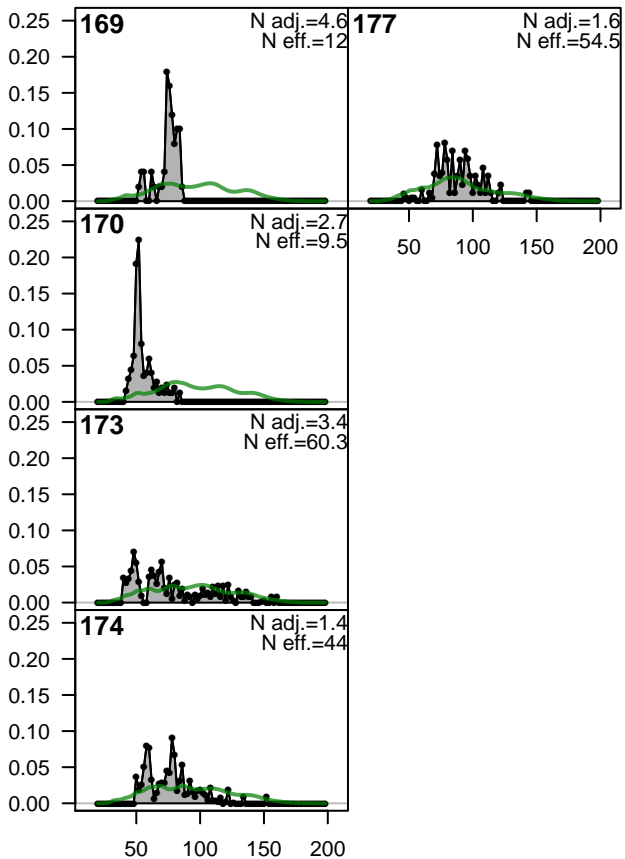 169
N adj.=4.6
N eff.=12
0.25
0.20
0.15
0.10
0.05
0.00
177
N adj.=1.6
N eff.=54.5
50 100 150 200
170
N adj.=2.7
N eff.=9.5
0.25
0.20
0.15
0.10
0.05
0.00
173
N adj.=3.4
N eff.=60.3
0.25
0.20
0.15
0.10
0.05
0.00
174
N adj.=1.4
N eff.=44
0.25
0.20
0.15
0.10
0.05
0.00
50 100 150 200